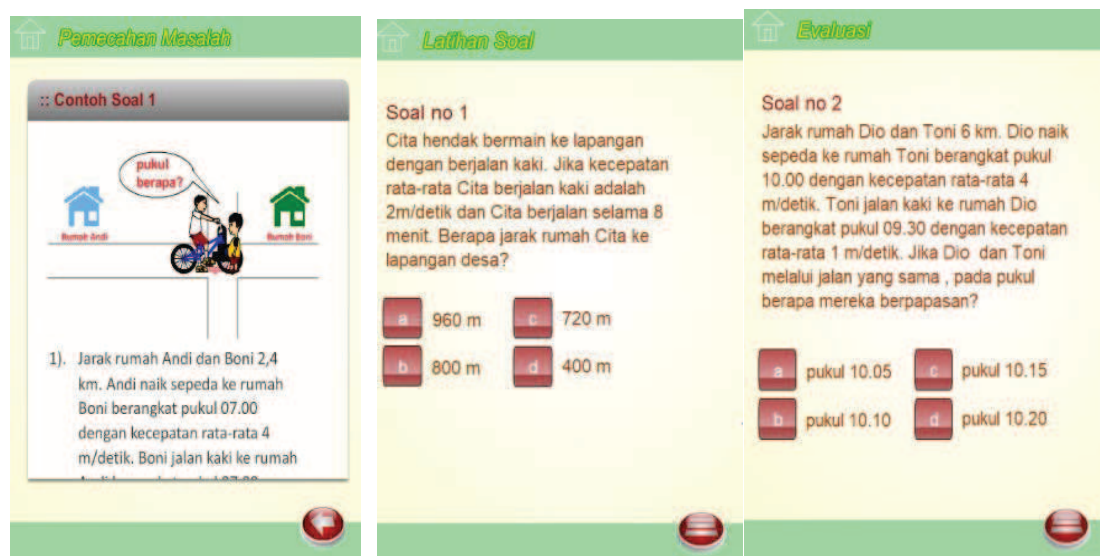 Pemecahan Masalah
:: Contoh Soal 1
pukul
berapa?
Rumah Andi
Rumah Boni
1). Jarak rumah Andi dan Boni 2,4
km. Andi naik sepeda ke rumah
Boni berangkat pukul 07.00
dengan kecepatan rata-rata 4
m/detik. Boni jalan kaki ke rumah
Latihan Soal
Soal no 1
Cita hendak bermain ke lapangan
dengan berjalan kaki. Jika kecepatan
rata-rata Cita berjalan kaki adalah
2m/detik dan Cita berjalan selama 8
menit. Berapa jarak rumah Cita ke
lapangan desa?
a 960 m
c 720 m
b 800 m
d 400 m
Evaluasi
Soal no 2
Jarak rumah Dio dan Toni 6 km. Dio naik
sepeda ke rumah Toni berangkat pukul
10.00 dengan kecepatan rata-rata 4
m/detik. Toni jalan kaki ke rumah Dio
berangkat pukul 09.30 dengan kecepatan
rata-rata 1 m/detik. Jika Dio dan Toni
melalui jalan yang sama , pada pukul
berapa mereka berpapasan?
a pukul 10.05
c pukul 10.15
b pukul 10.10
d pukul 10.20